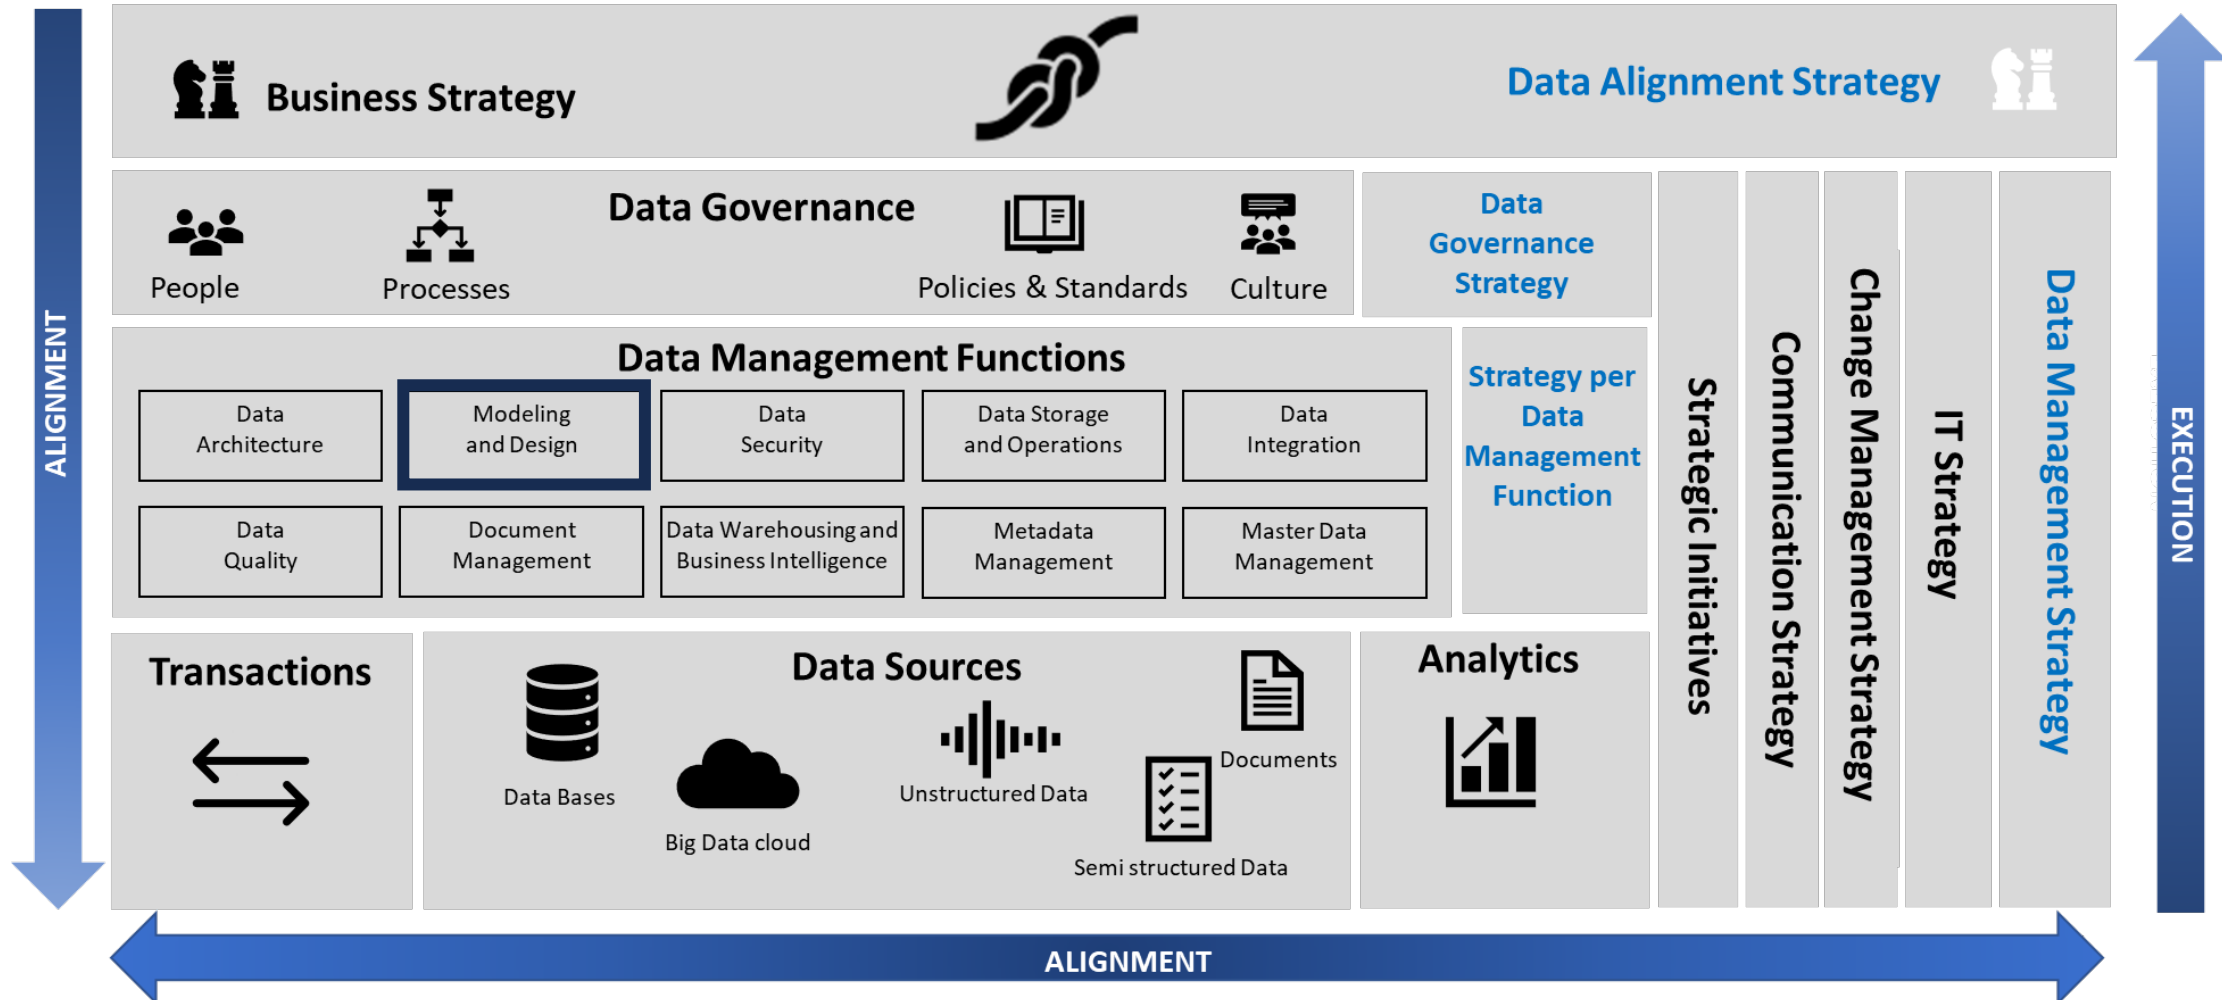 Business Strategy
Data Alignment Strategy
Data Governance
People
Processes
Policies & Standards
Culture
Data
Governance
Strategy
Data Management Functions
Data
Architecture
Modeling
and Design
Data
Security
Data Storage
and Operations
Data
Integration
Data
Quality
Document
Management
Data Warehousing and
Business Intelligence
Metadata
Management
Master Data
Management
Strategy per
Data
Management
Function
Transactions
Data Sources
Data Bases
Big Data cloud
Unstructured Data
Semi structured Data
Documents
Analytics
Strategic Initiatives
Communication Strategy
Change Management Strategy
IT Strategy
Data Management Strategy
ALIGNMENT
EXECUTION
ALIGNMENT